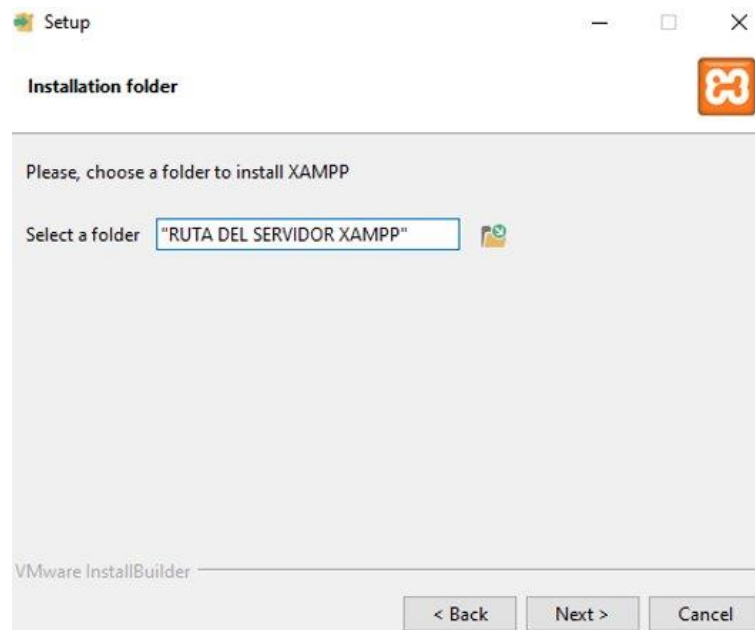 Setup
Installation folder
Please, choose a folder to install XAMPP
Select a folder "RUTA DEL SERVIDOR XAMPP"
VMware InstallBuilder
< Back Next > Cancel